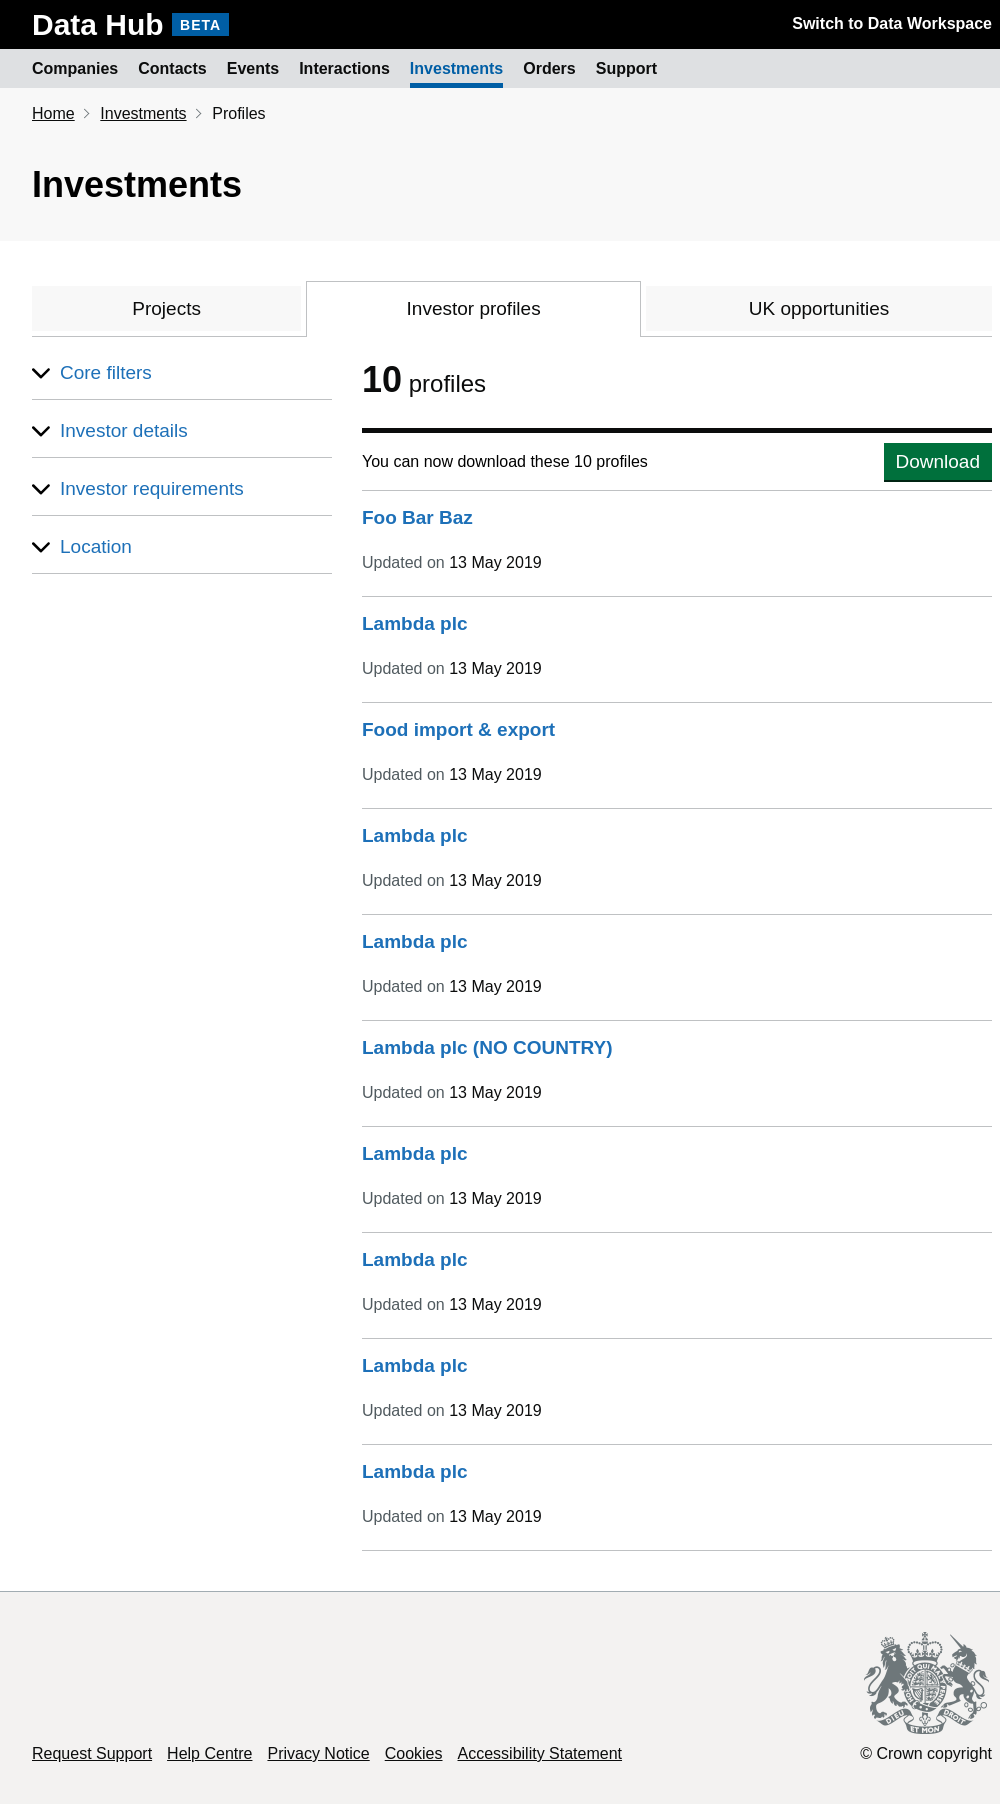 Data Hub BETA
Switch to Data Workspace
Companies Contacts Events Interactions Investments Orders Support
Home Investments Profiles
Investments
Projects
Investor profiles
UK opportunities
Core filters
Investor details
Investor requirements
Location
10 profiles
You can now download these 10 profiles
Download
Foo Bar Baz
Updated on 13 May 2019
Lambda plc
Updated on 13 May 2019
Food import & export
Updated on 13 May 2019
Lambda plc
Updated on 13 May 2019
Lambda plc
Updated on 13 May 2019
Lambda plc (NO COUNTRY)
Updated on 13 May 2019
Lambda plc
Updated on 13 May 2019
Lambda plc
Updated on 13 May 2019
Lambda plc
Updated on 13 May 2019
Lambda plc
Updated on 13 May 2019
DIEU ET MON DROIT
Request Support Help Centre Privacy Notice Cookies Accessibility Statement
© Crown copyright